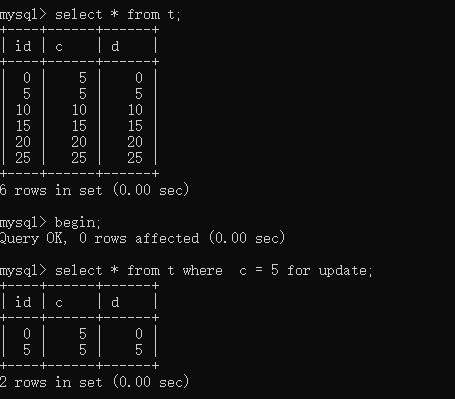 mysql> select * from t;
+----+------+------+
| id | c    | d    |
+----+------+------+
|  0 |    5 |    0 |
|  5 |    5 |    5 |
| 10 |   10 |   10 |
| 15 |   15 |   15 |
| 20 |   20 |   20 |
| 25 |   25 |   25 |
+----+------+------+
6 rows in set (0.00 sec)
mysql> begin;
Query OK, 0 rows affected (0.00 sec)
mysql> select * from t where  c = 5 for update;
+----+------+------+
| id | c    | d    |
+----+------+------+
|  0 |    5 |    0 |
|  5 |    5 |    5 |
+----+------+------+
2 rows in set (0.00 sec)